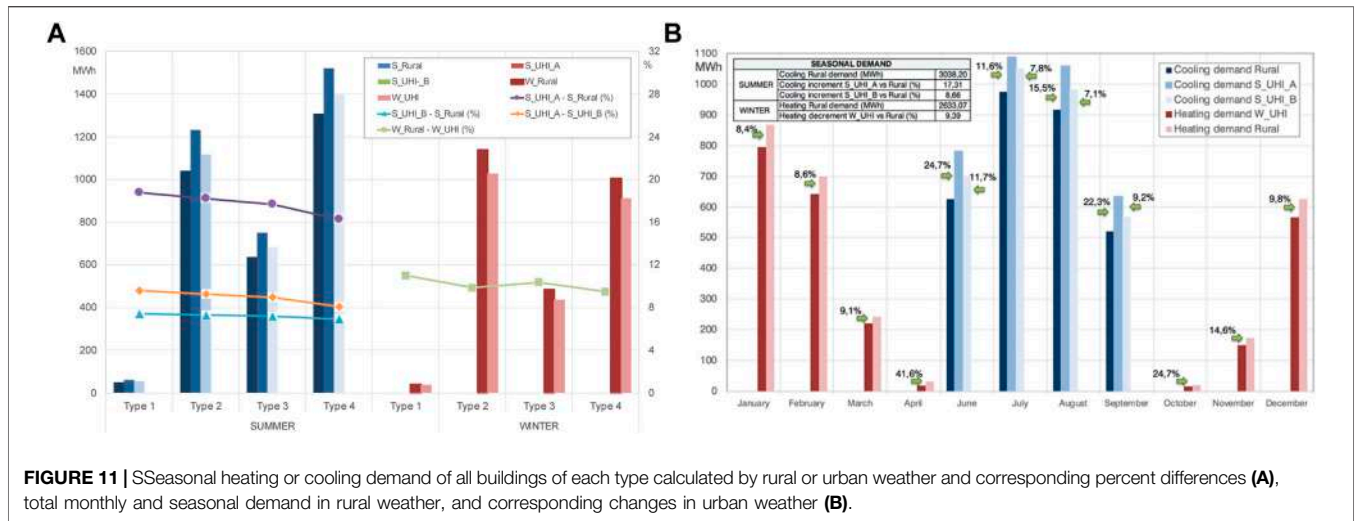 A
1600
MWh
1400
1200
1000
800
600
400
200
0
32
%
28
24
20
16
12
8
4
0
S_Rural
S_UHI_A
S_UHI-_B
W_Rural
W_UHI
S_UHI_A - S_Rural (%)
S_UHI_B - S_Rural (%)
S_UHI_A - S_UHI_B (%)
W_Rural - W_UHI (%)
Type 1 Type 2 Type 3 Type 4 Type 1 Type 2 Type 3 Type 4
SUMMER WINTER
B
1100
MWh
1000
900
800
700
600
500
400
300
200
100
0
SEASONAL DEMAND
SUMMER
Cooling Rural demand (MWh) 3038,20
Cooling increment S_UHI_A vs Rural (%) 17,31
Cooling increment S_UHI_B vs Rural (%) 8,66
WINTER
Heating Rural demand (MWh) 2633,07
Heating decrement W_UHI vs Rural (%) 9,39
Cooling demand Rural
Cooling demand S_UHI_A
Cooling demand S_UHI_B
Heating demand W_UHI
Heating demand Rural
8,4%
8,6%
9,1%
41,6%
24,7%
11,7%
11,6%
7,8%
15,5%
7,1%
22,3%
9,2%
24,7%
14,6%
9,8%
January February March April June July August September October November December
FIGURE 11 | SSeasonal heating or cooling demand of all buildings of each type calculated by rural or urban weather and corresponding percent differences (A),
total monthly and seasonal demand in rural weather, and corresponding changes in urban weather (B).